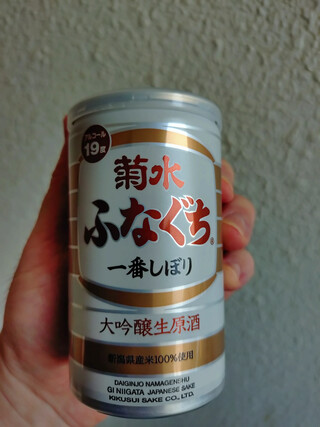 アルコール
19度
菊水
ふなぐち®
一番しぼり
大吟醸生原酒
新潟県産米100%使用
DAIGINJO NAMAGENSHU
GI NIIGATA JAPANESE SAKE
KIKUSUI SAKE CO., LTD.